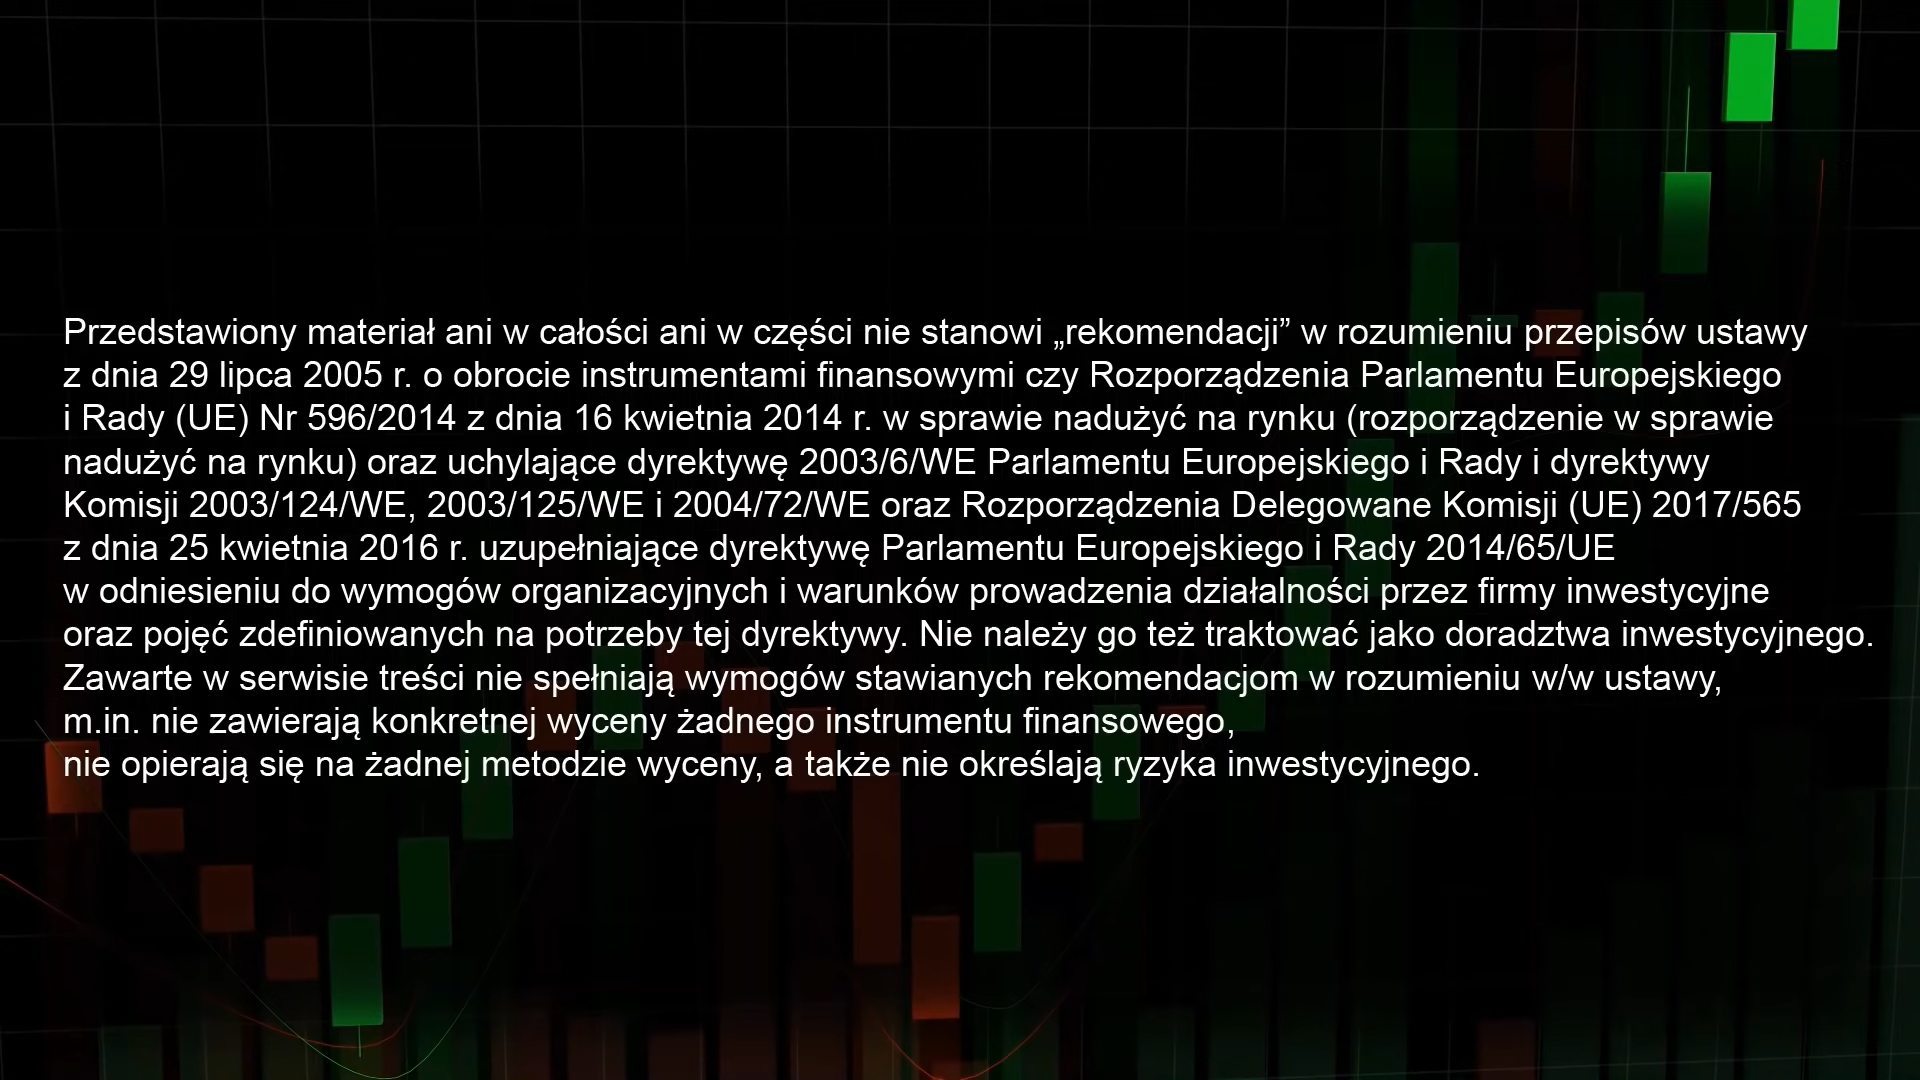 Przedstawiony materiał ani w całości ani w części nie stanowi „rekomendacji” w rozumieniu przepisów ustawy
z dnia 29 lipca 2005 r. o obrocie instrumentami finansowymi czy Rozporządzenia Parlamentu Europejskiego
i Rady (UE) Nr 596/2014 z dnia 16 kwietnia 2014 r. w sprawie nadużyć na rynku (rozporządzenie w sprawie
nadużyć na rynku) oraz uchylające dyrektywę 2003/6/WE Parlamentu Europejskiego i Rady i dyrektywy
Komisji 2003/124/WE, 2003/125/WE i 2004/72/WE oraz Rozporządzenia Delegowane Komisji (UE) 2017/565
z dnia 25 kwietnia 2016 r. uzupełniające dyrektywę Parlamentu Europejskiego i Rady 2014/65/UE
w odniesieniu do wymogów organizacyjnych i warunków prowadzenia działalności przez firmy inwestycyjne
oraz pojęć zdefiniowanych na potrzeby tej dyrektywy. Nie należy go też traktować jako doradztwa inwestycyjnego.
Zawarte w serwisie treści nie spełniają wymogów stawianych rekomendacjom w rozumieniu w/w ustawy,
m.in. nie zawierają konkretnej wyceny żadnego instrumentu finansowego,
nie opierają się na żadnej metodzie wyceny, a także nie określają ryzyka inwestycyjnego.